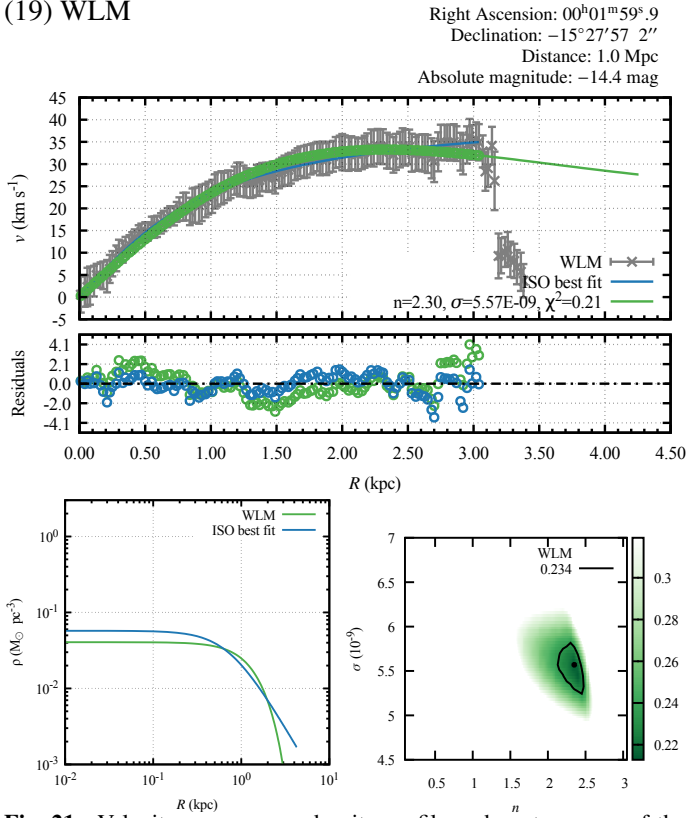 (19) WLM
Right Ascension: 00h01m59s.9
Declination: −15°27′57 2″
Distance: 1.0 Mpc
Absolute magnitude: −14.4 mag
45
40
35
30
25
20
15
10
5
0
-5
v (km s-1)
WLM
ISO best fit
n=2.30, σ=5.57E-09, χ2=0.21
4.1
2.1
0.0
-2.0
-4.1
Residuals
0.00 0.50 1.00 1.50 2.00 2.50 3.00 3.50 4.00 4.50
R (kpc)
WLM
ISO best fit
100
10-1
10-2
10-3
ρ (M⊙ pc-3)
10-2 10-1 100 101
R (kpc)
7
6.5
6
5.5
5
4.5
σ (10-9)
WLM
0.234
0.5 1 1.5 2 2.5 3
n
0.3
0.28
0.26
0.24
0.22